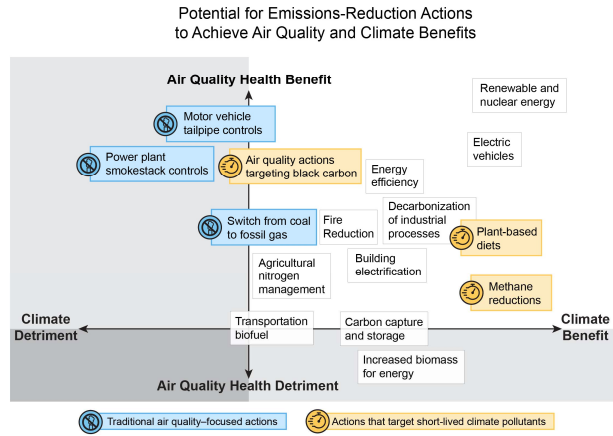 Potential for Emissions-Reduction Actions
to Achieve Air Quality and Climate Benefits
Air Quality Health Benefit
Renewable and
nuclear energy
Motor vehicle
tailpipe controls
Electric
vehicles
Power plant
smokestack controls
Air quality actions
targeting black carbon
Energy
efficiency
Decarbonization
of industrial
processes
Switch from coal
to fossil gas
Fire
Reduction
Plant-based
diets
Agricultural
nitrogen
management
Building
electrification
Methane
reductions
Climate
Detriment
Transportation
biofuel
Carbon capture
and storage
Climate
Benefit
Increased biomass
for energy
Air Quality Health Detriment
Traditional air quality–focused actions
Actions that target short-lived climate pollutants